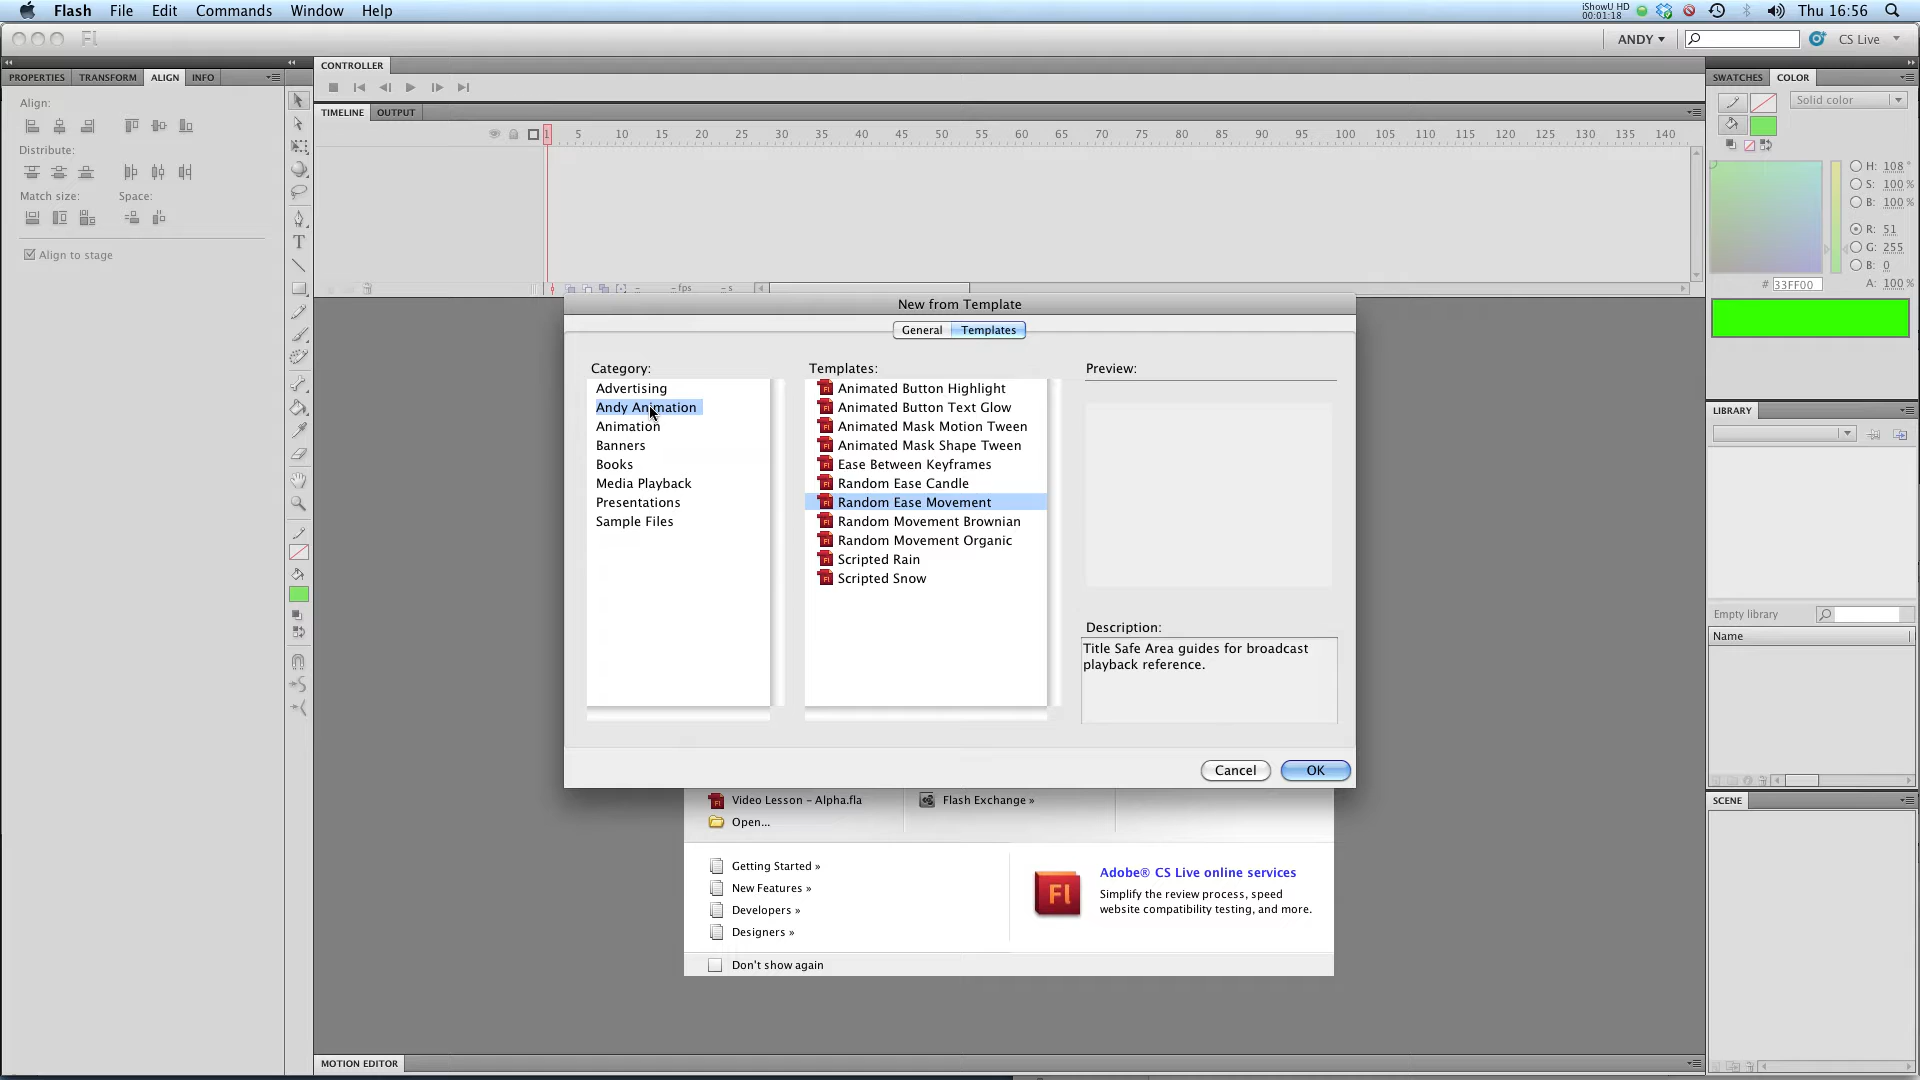 Flash File Edit Commands Window Help
iShowU HD
00:01:18
Thu 16:56
Fl
ANDY
CS Live
PROPERTIES TRANSFORM ALIGN INFO
Align:
Distribute:
Match size: Space:
Align to stage
CONTROLLER
TIMELINE OUTPUT
1 5 10 15 20 25 30 35 40 45 50 55 60 65 70 75 80 85 90 95 100 105 110 115 120 125 130 135 140
- - fps - s
New from Template
General Templates
Category:
Advertising
Andy Animation
Animation
Banners
Books
Media Playback
Presentations
Sample Files
Templates:
Animated Button Highlight
Animated Button Text Glow
Animated Mask Motion Tween
Animated Mask Shape Tween
Ease Between Keyframes
Random Ease Candle
Random Ease Movement
Random Movement Brownian
Random Movement Organic
Scripted Rain
Scripted Snow
Preview:
Description:
Title Safe Area guides for broadcast
playback reference.
Cancel OK
Video Lesson - Alpha.fla
Open...
Flash Exchange »
Getting Started »
New Features »
Developers »
Designers »
Fl
Adobe® CS Live online services
Simplify the review process, speed
website compatibility testing, and more.
Don't show again
MOTION EDITOR
SWATCHES COLOR
Solid color
H: 108 °
S: 100 %
B: 100 %
R: 51
G: 255
B: 0
# 33FF00
A: 100 %
LIBRARY
Empty library
Name
SCENE